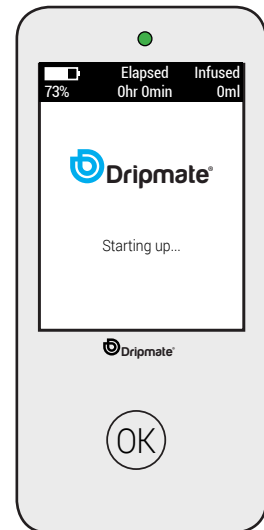 Elapsed Infused
73% 0hr 0min 0ml
Dripmate®
Starting up...
Dripmate®
OK